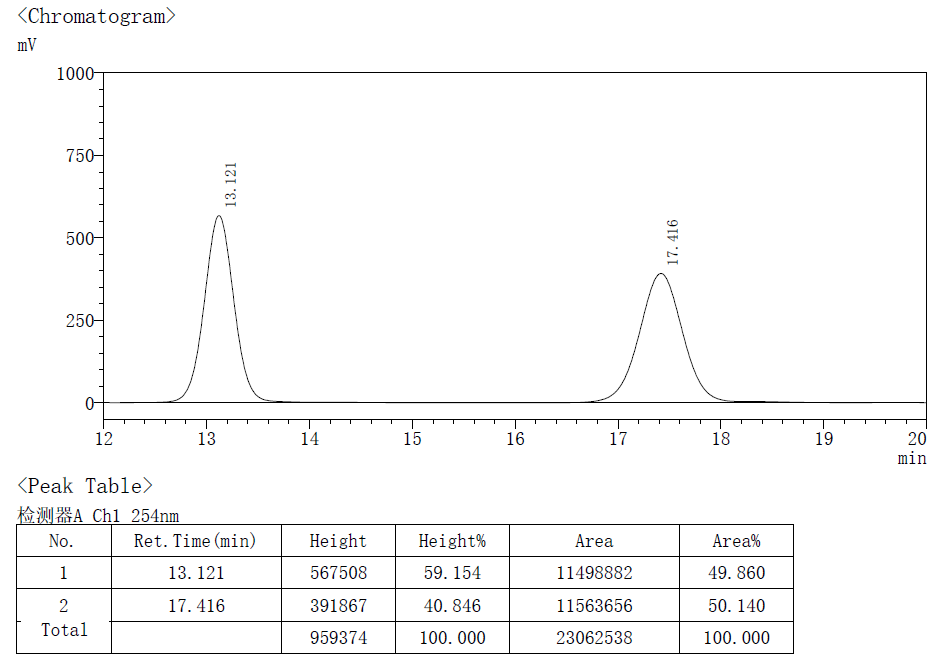 <Chromatogram>
mV
1000
750
500
250
0
13.121
17.416
12 13 14 15 16 17 18 19 20
min
<Peak Table>
检测器A Ch1 254nm
No. Ret.Time(min) Height Height% Area Area%
1 13.121 567508 59.154 11498882 49.860
2 17.416 391867 40.846 11563656 50.140
Total 959374 100.000 23062538 100.000